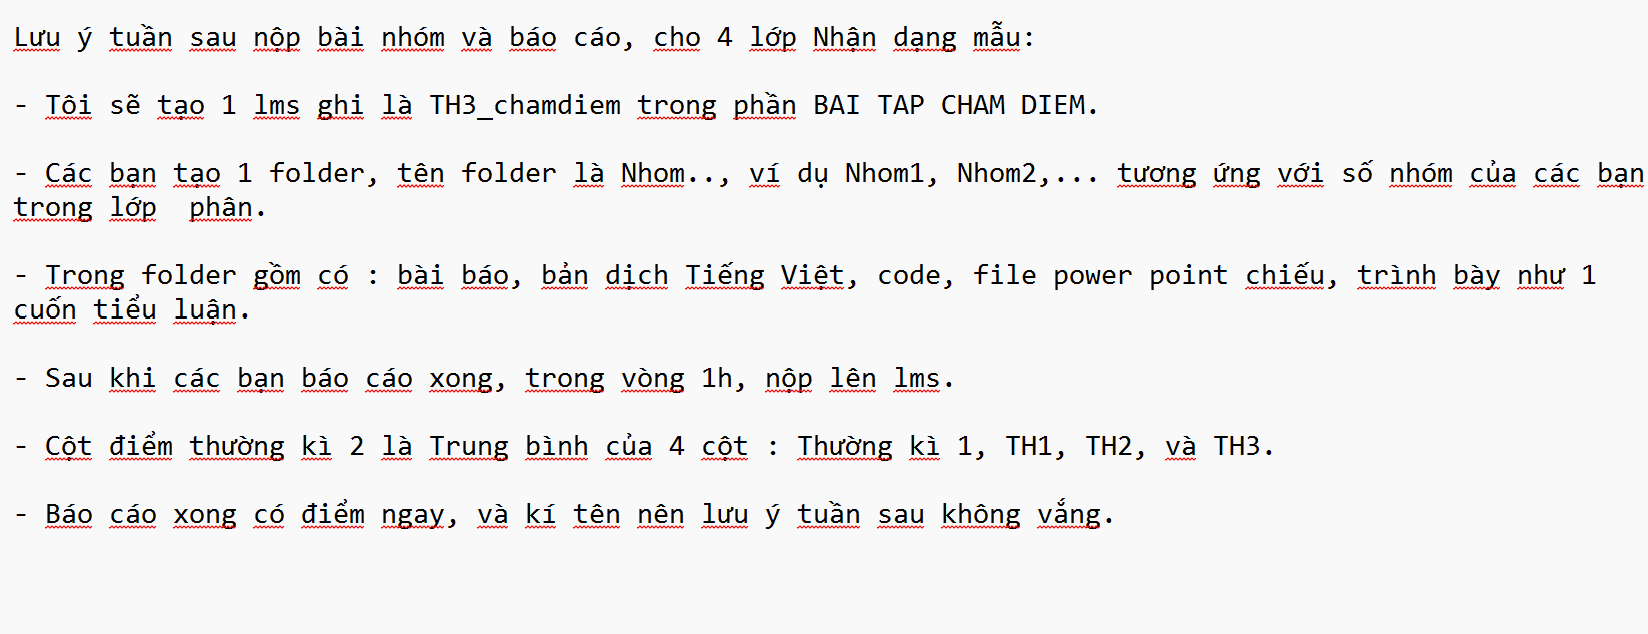 Lưu ý tuần sau nộp bài nhóm và báo cáo, cho 4 lớp Nhận dạng mẫu:
- Tôi sẽ tạo 1 lms ghi là TH3_chamdiem trong phần BAI TAP CHAM DIEM.
- Các bạn tạo 1 folder, tên folder là Nhom.., ví dụ Nhom1, Nhom2,... tương ứng với số nhóm của các bạn
trong lớp  phân.
- Trong folder gồm có : bài báo, bản dịch Tiếng Việt, code, file power point chiếu, trình bày như 1
cuốn tiểu luận.
- Sau khi các bạn báo cáo xong, trong vòng 1h, nộp lên lms.
- Cột điểm thường kì 2 là Trung bình của 4 cột : Thường kì 1, TH1, TH2, và TH3.
- Báo cáo xong có điểm ngay, và kí tên nên lưu ý tuần sau không vắng.